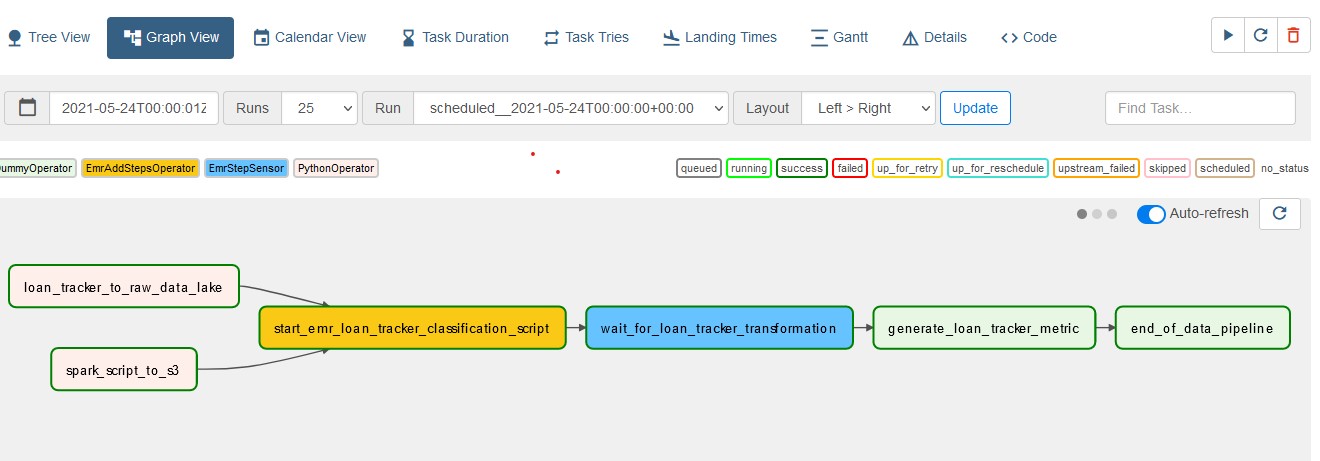 Tree View Graph View Calendar View Task Duration Task Tries Landing Times Gantt Details Code
2021-05-24T00:00:01Z Runs 25 Run scheduled__2021-05-24T00:00:00+00:00 Layout Left > Right Update Find Task...
ummyOperator EmrAddStepsOperator EmrStepSensor PythonOperator queued running success failed up_for_retry up_for_reschedule upstream_failed skipped scheduled no_status
Auto-refresh
loan_tracker_to_raw_data_lake
start_emr_loan_tracker_classification_script wait_for_loan_tracker_transformation generate_loan_tracker_metric end_of_data_pipeline
spark_script_to_s3